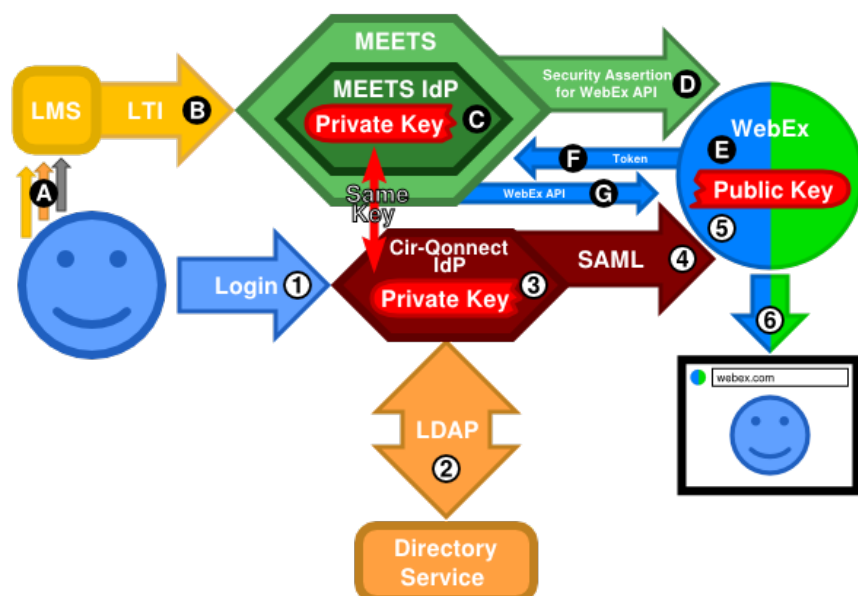 MEETS
MEETS IdP
Private Key
C
LMS
LTI
B
Security Assertion
for WebEx API
D
WebEx
E
Public Key
5
F
Token
WebEx API
G
A
Same
Key
Login 1
Cir-Qonnect
IdP
Private Key
3
SAML 4
6
webex.com
LDAP
2
Directory
Service